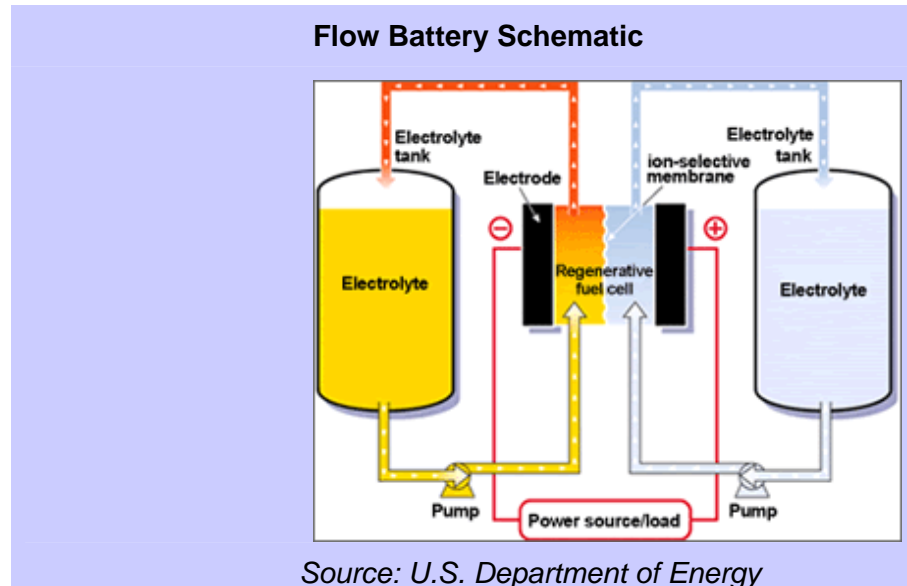 Flow Battery Schematic
Electrolyte
tank
Electrolyte
tank
ion-selective
membrane
Electrode
−
+
Regenerative
fuel cell
Electrolyte
Electrolyte
Pump
Pump
Power source/load
Source: U.S. Department of Energy